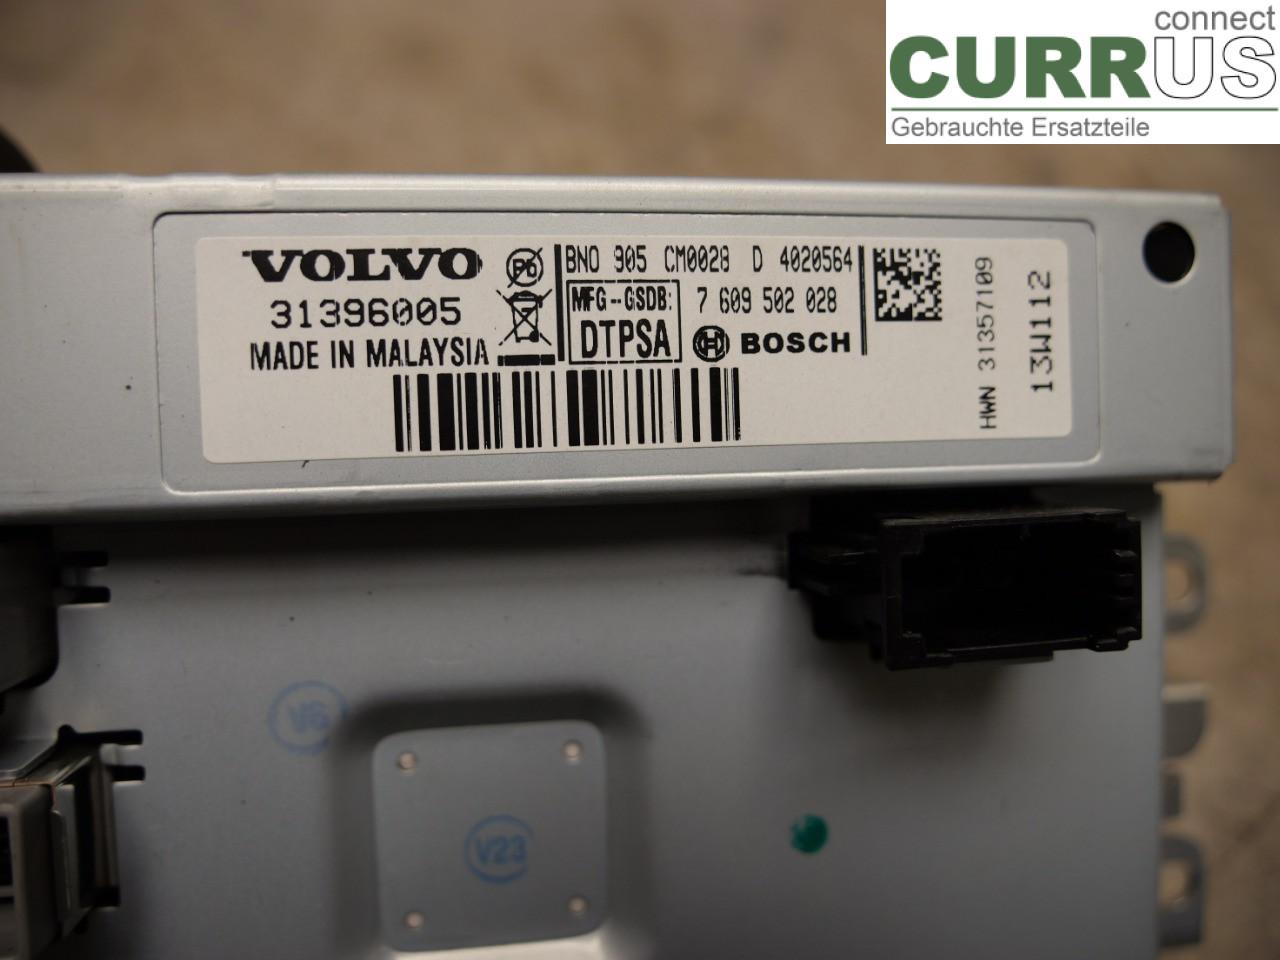 connect
CURRUS
Gebrauchte Ersatzteile
VOLVO
31396005
MADE IN MALAYSIA
Pb
BNO 905 CM0028 D 4020564
MFG--GSDB:
DTPSA
7 609 502 028
BOSCH
HWN 31357109
13W1112
V6
V23